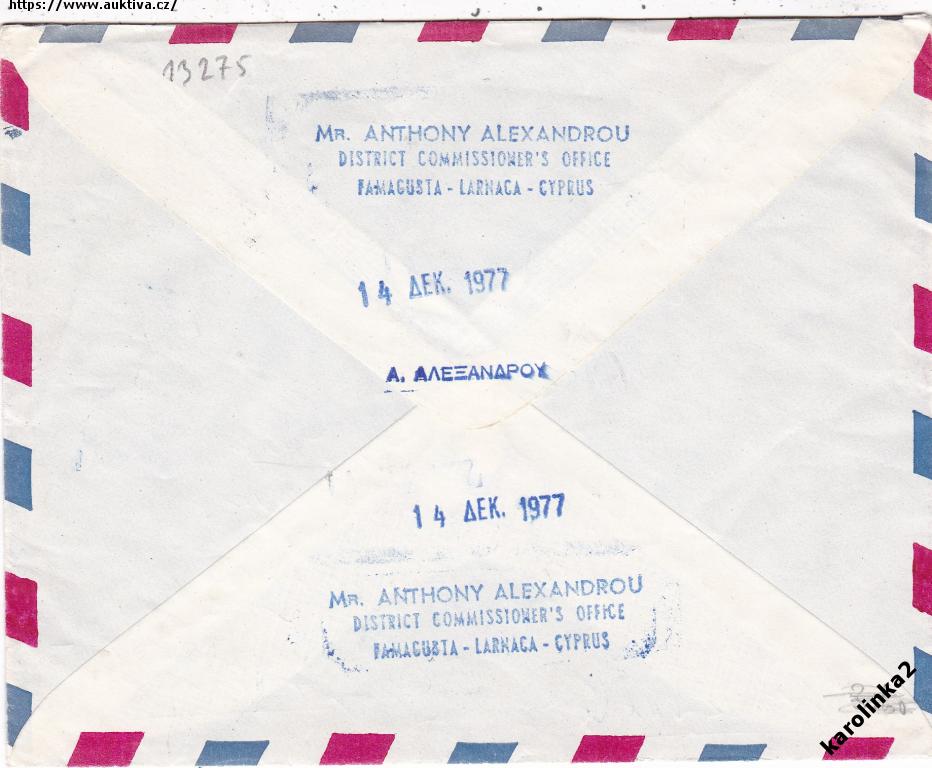 https://www.auktiva.cz/
13275
MR. ANTHONY ALEXANDROU
DISTRICT COMMISSIONER'S OFFICE
FAMAGUSTA - LARNACA - CYPRUS
14 ΔΕΚ. 1977
Α. ΑΛΕΞΑΝΔΡΟΥ
14 ΔΕΚ. 1977
MR. ANTHONY ALEXANDROU
DISTRICT COMMISSIONER'S OFFICE
FAMAGUSTA - LARNACA - CYPRUS
karolinka2